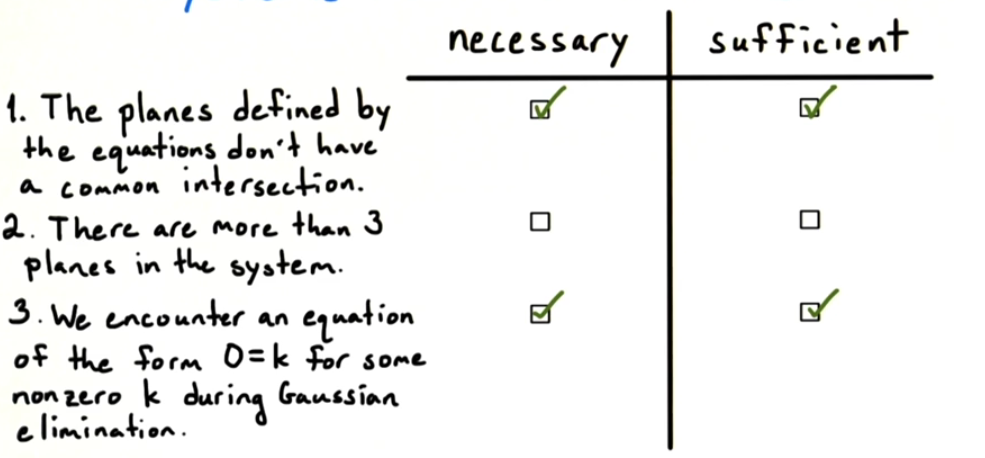 necessary
sufficient
1. The planes defined by
the equations don't have
a common intersection.
2. There are more than 3
planes in the system.
3. We encounter an equation
of the form 0=k for some
nonzero k during Gaussian
elimination.